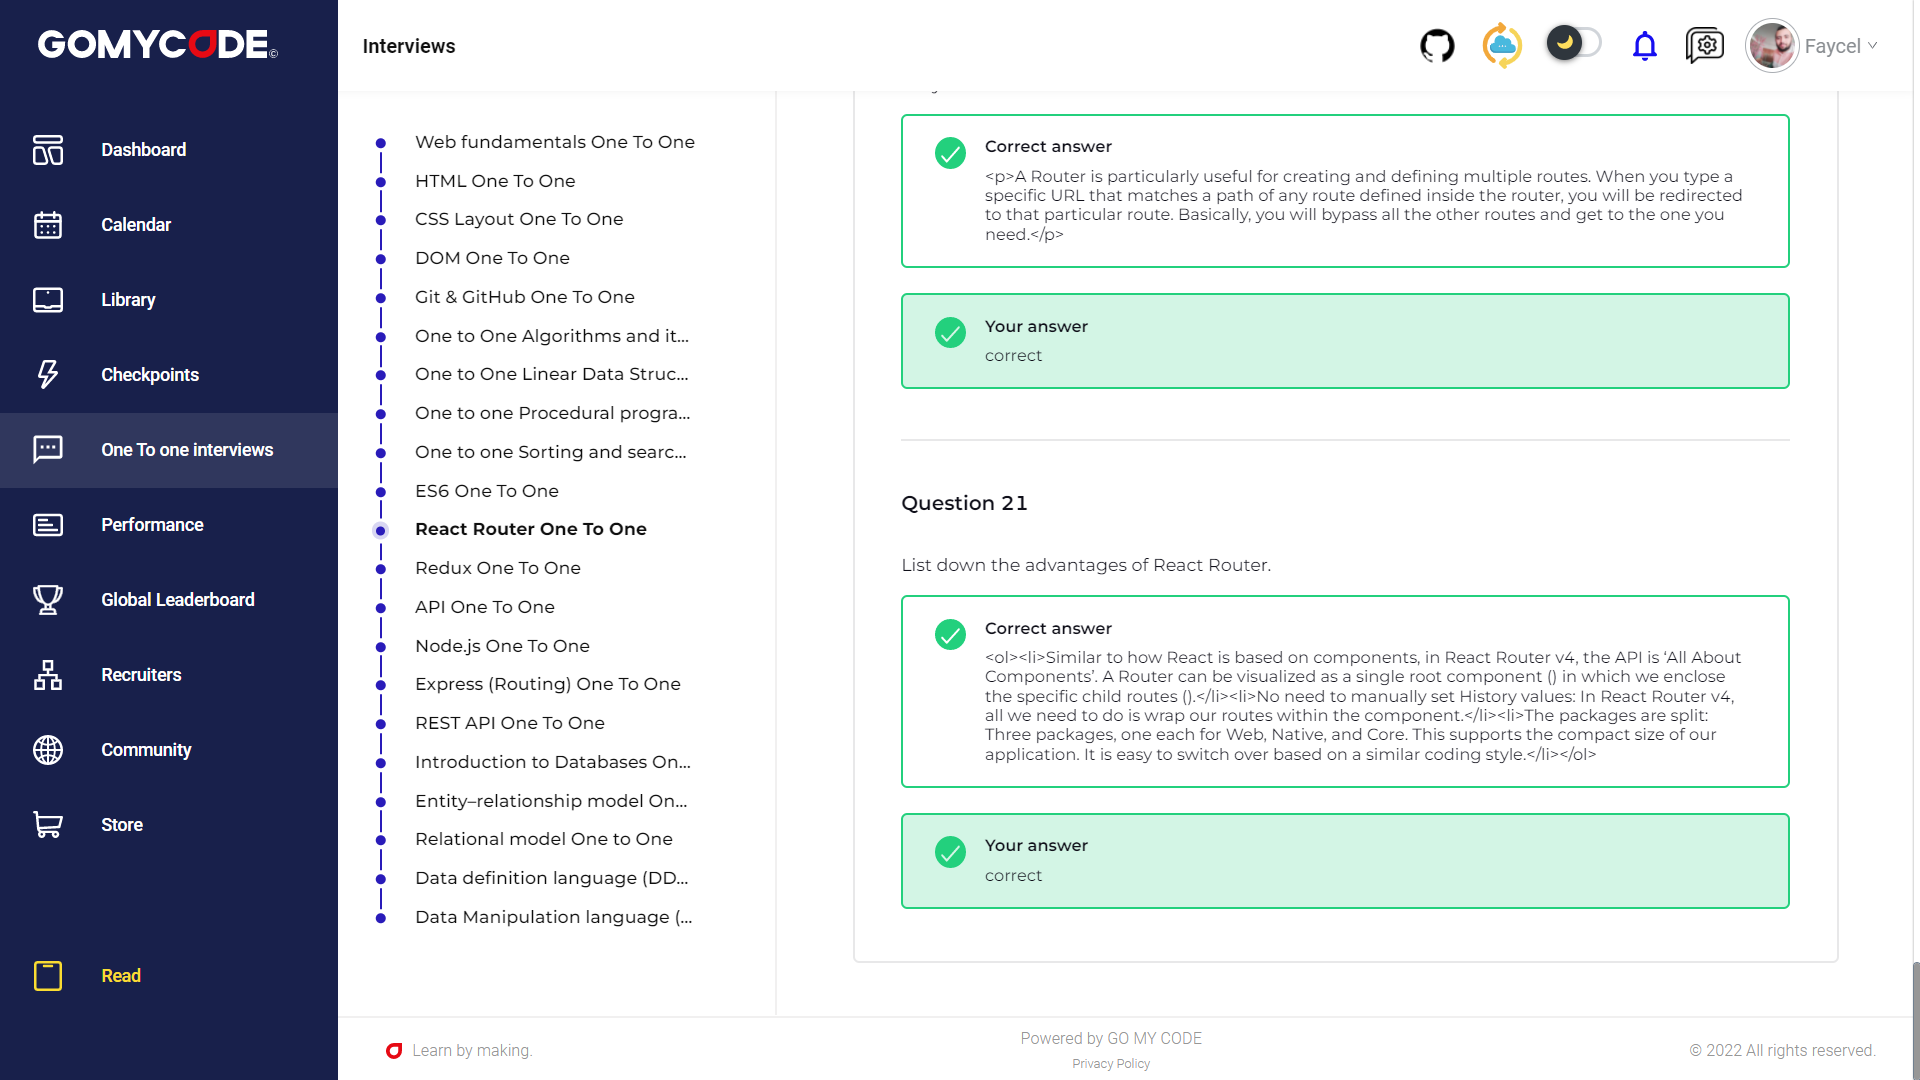 GOMYCODE©
Interviews
Faycel
Dashboard
Calendar
Library
Checkpoints
One To one interviews
Performance
Global Leaderboard
Recruiters
Community
Store
Read
Web fundamentals One To One
HTML One To One
CSS Layout One To One
DOM One To One
Git & GitHub One To One
One to One Algorithms and it...
One to One Linear Data Struc...
One to one Procedural progra...
One to one Sorting and searc...
ES6 One To One
React Router One To One
Redux One To One
API One To One
Node.js One To One
Express (Routing) One To One
REST API One To One
Introduction to Databases On...
Entity–relationship model On...
Relational model One to One
Data definition language (DD...
Data Manipulation language (...
Correct answer
<p>A Router is particularly useful for creating and defining multiple routes. When you type a
specific URL that matches a path of any route defined inside the router, you will be redirected
to that particular route. Basically, you will bypass all the other routes and get to the one you
need.</p>
Your answer
correct
Question 21
List down the advantages of React Router.
Correct answer
<ol><li>Similar to how React is based on components, in React Router v4, the API is ‘All About
Components’. A Router can be visualized as a single root component () in which we enclose
the specific child routes ().</li><li>No need to manually set History values: In React Router v4,
all we need to do is wrap our routes within the component.</li><li>The packages are split:
Three packages, one each for Web, Native, and Core. This supports the compact size of our
application. It is easy to switch over based on a similar coding style.</li></ol>
Your answer
correct
Learn by making.
Powered by GO MY CODE
Privacy Policy
© 2022 All rights reserved.